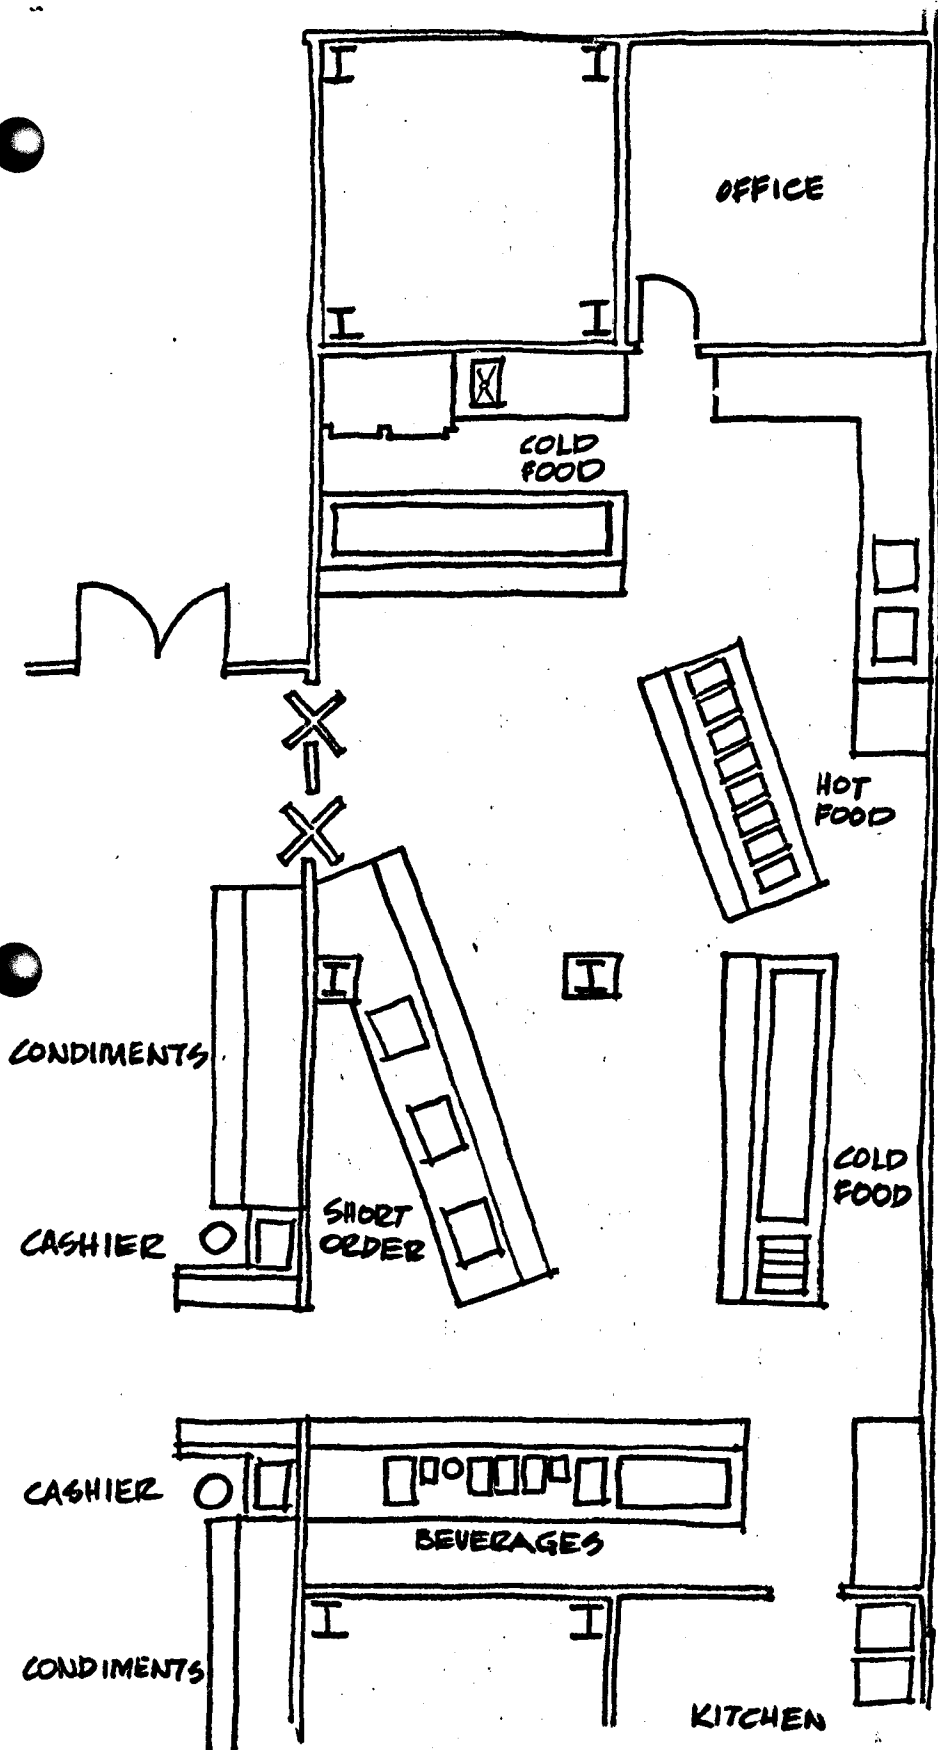 OFFICE
COLD
FOOD
HOT
FOOD
CONDIMENTS
COLD
FOOD
SHORT
ORDER
CASHIER
CASHIER
BEVERAGES
CONDIMENTS
KITCHEN